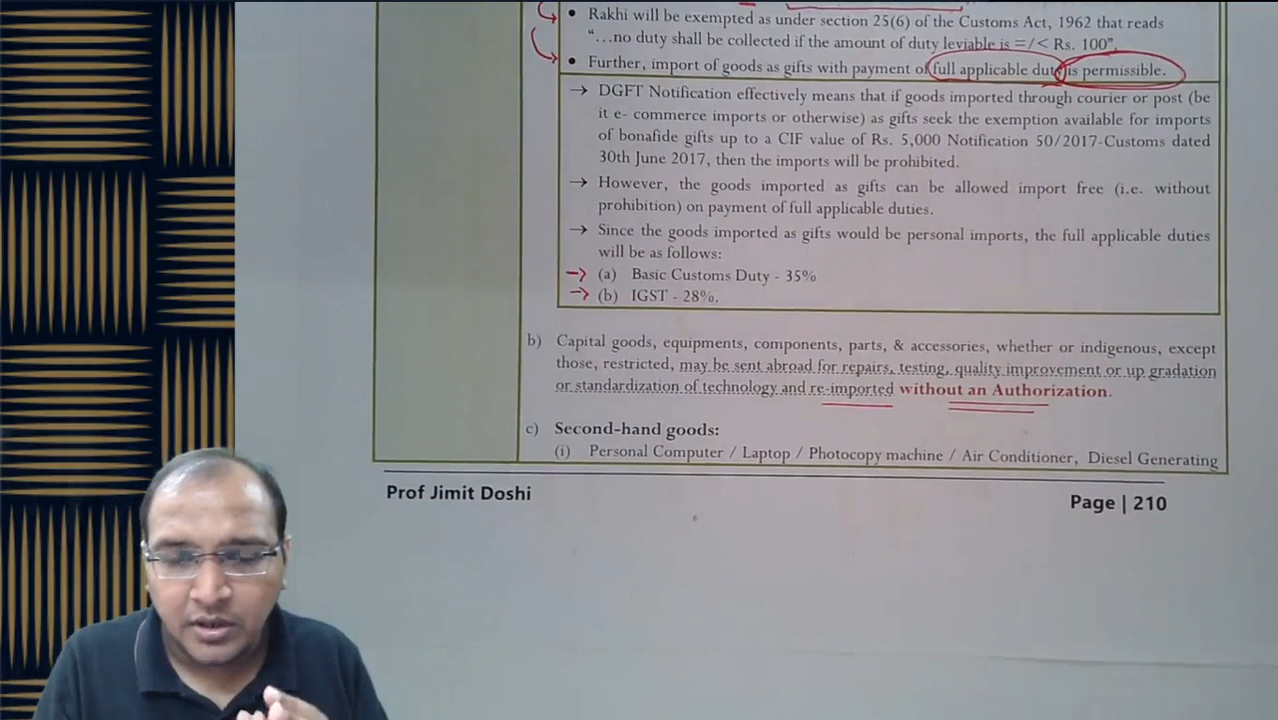 • Rakhi will be exempted as under section 25(6) of the Customs Act, 1962 that reads
“...no duty shall be collected if the amount of duty leviable is =/< Rs. 100”.
• Further, import of goods as gifts with payment of full applicable duty is permissible.
→ DGFT Notification effectively means that if goods imported through courier or post (be
it e- commerce imports or otherwise) as gifts seek the exemption available for imports
of bonafide gifts up to a CIF value of Rs. 5,000 Notification 50/2017-Customs dated
30th June 2017, then the imports will be prohibited.
→ However, the goods imported as gifts can be allowed import free (i.e. without
prohibition) on payment of full applicable duties.
→ Since the goods imported as gifts would be personal imports, the full applicable duties
will be as follows:
(a) Basic Customs Duty - 35%
(b) IGST - 28%.
b) Capital goods, equipments, components, parts, & accessories, whether or indigenous, except
those, restricted, may be sent abroad for repairs, testing, quality improvement or up gradation
or standardization of technology and re-imported without an Authorization.
c) Second-hand goods:
(i) Personal Computer / Laptop / Photocopy machine / Air Conditioner, Diesel Generating
Prof Jimit Doshi
Page | 210